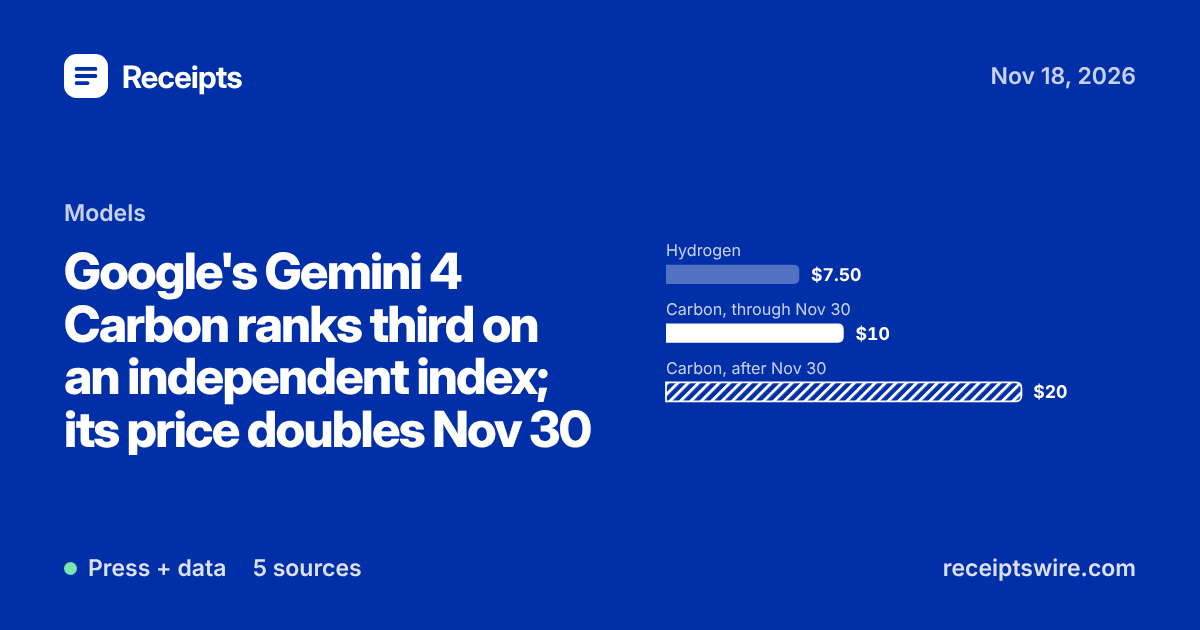 Receipts
Nov 18, 2026
Models
Google's Gemini 4
Carbon ranks third on
an independent index;
its price doubles Nov 30
Hydrogen
$7.50
Carbon, through Nov 30
$10
Carbon, after Nov 30
$20
Press + data
5 sources
receiptswire.com